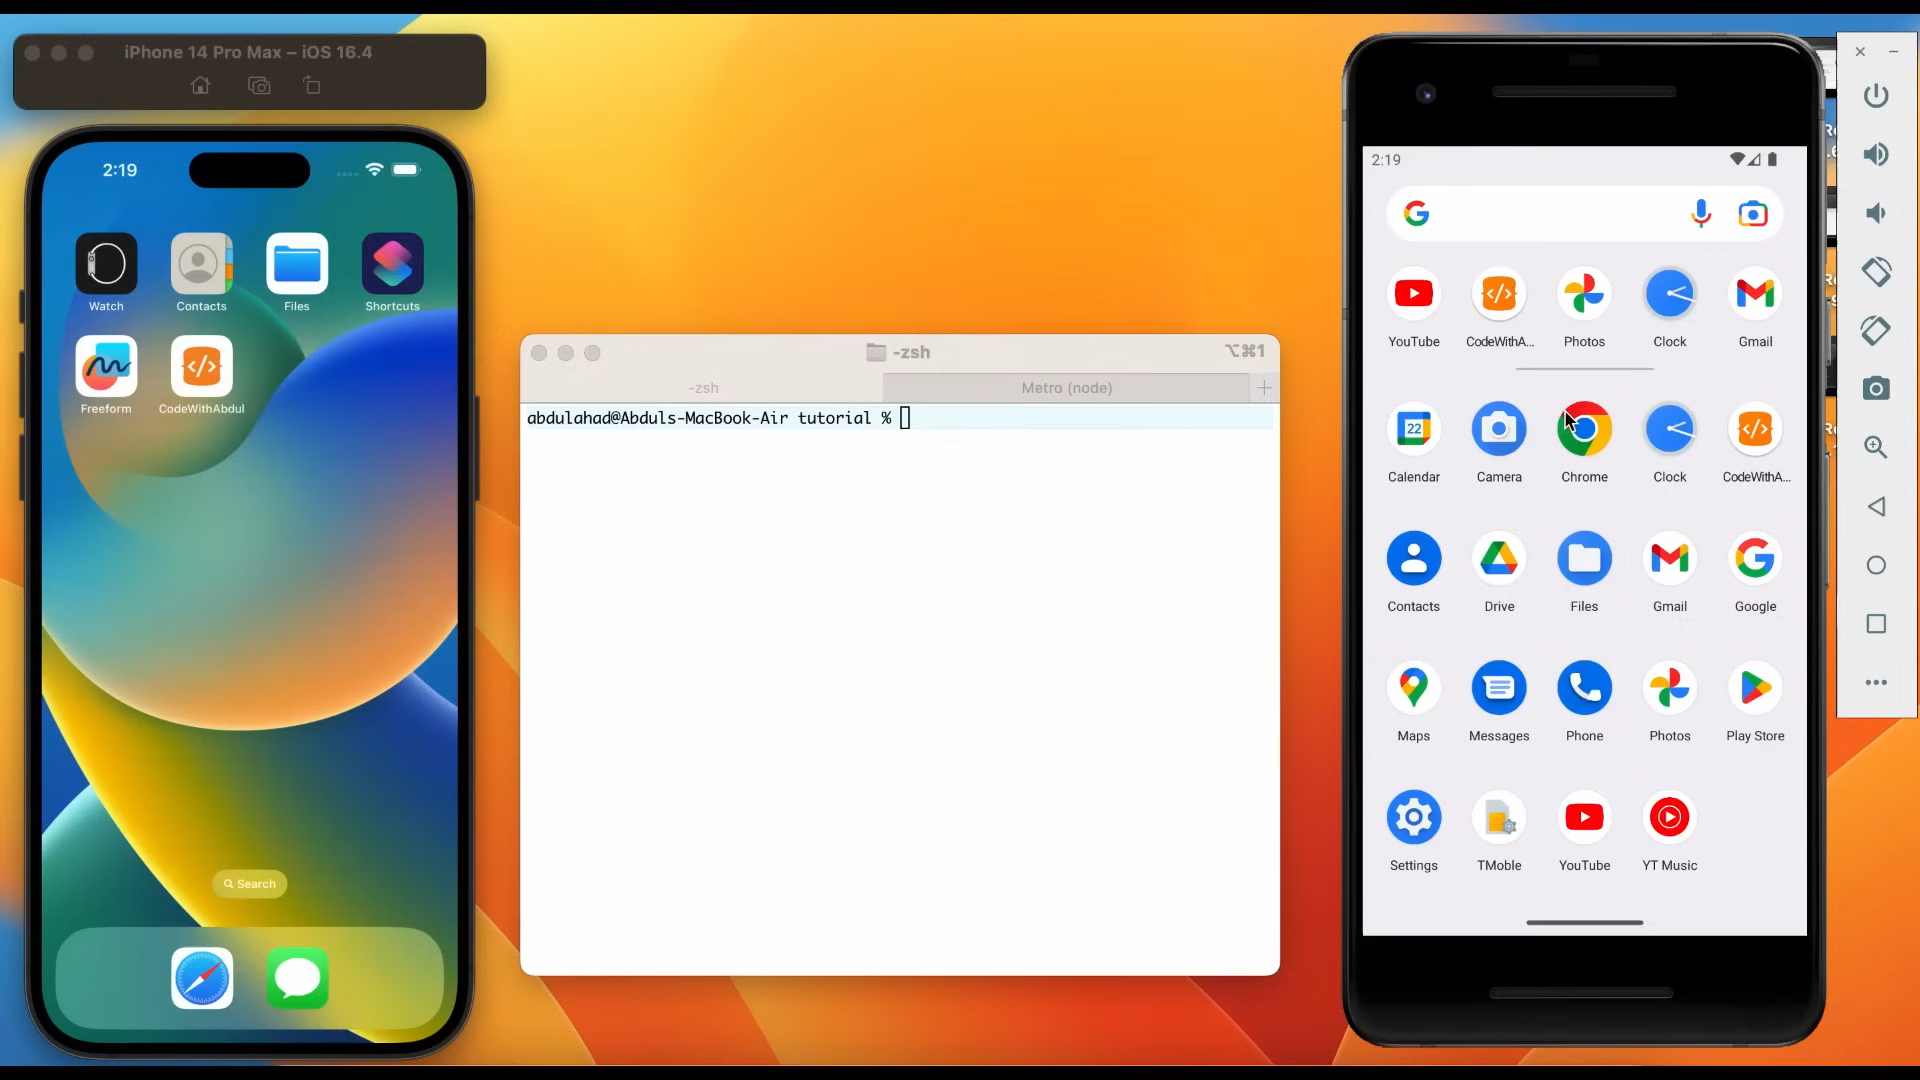 iPhone 14 Pro Max – iOS 16.4
2:19
Watch
Contacts
Files
Shortcuts
Freeform
CodeWithAbdul
Search
-zsh
⌥⌘1
-zsh
Metro (node)
abdulahad@Abduls-MacBook-Air tutorial %
2:19
YouTube
CodeWithA...
Photos
Clock
Gmail
22
Calendar
Camera
Chrome
Clock
CodeWithA...
Contacts
Drive
Files
Gmail
Google
Maps
Messages
Phone
Photos
Play Store
Settings
TMoble
YouTube
YT Music